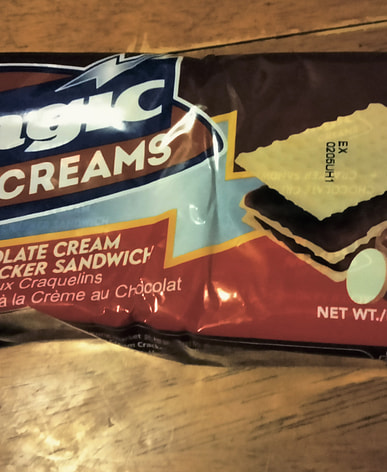 agic
CREAMS
EX
0205UH1
OLATE CREAM
CKER SANDWICH
ux Craquelins
à la Crème au Chocolat
NET WT./